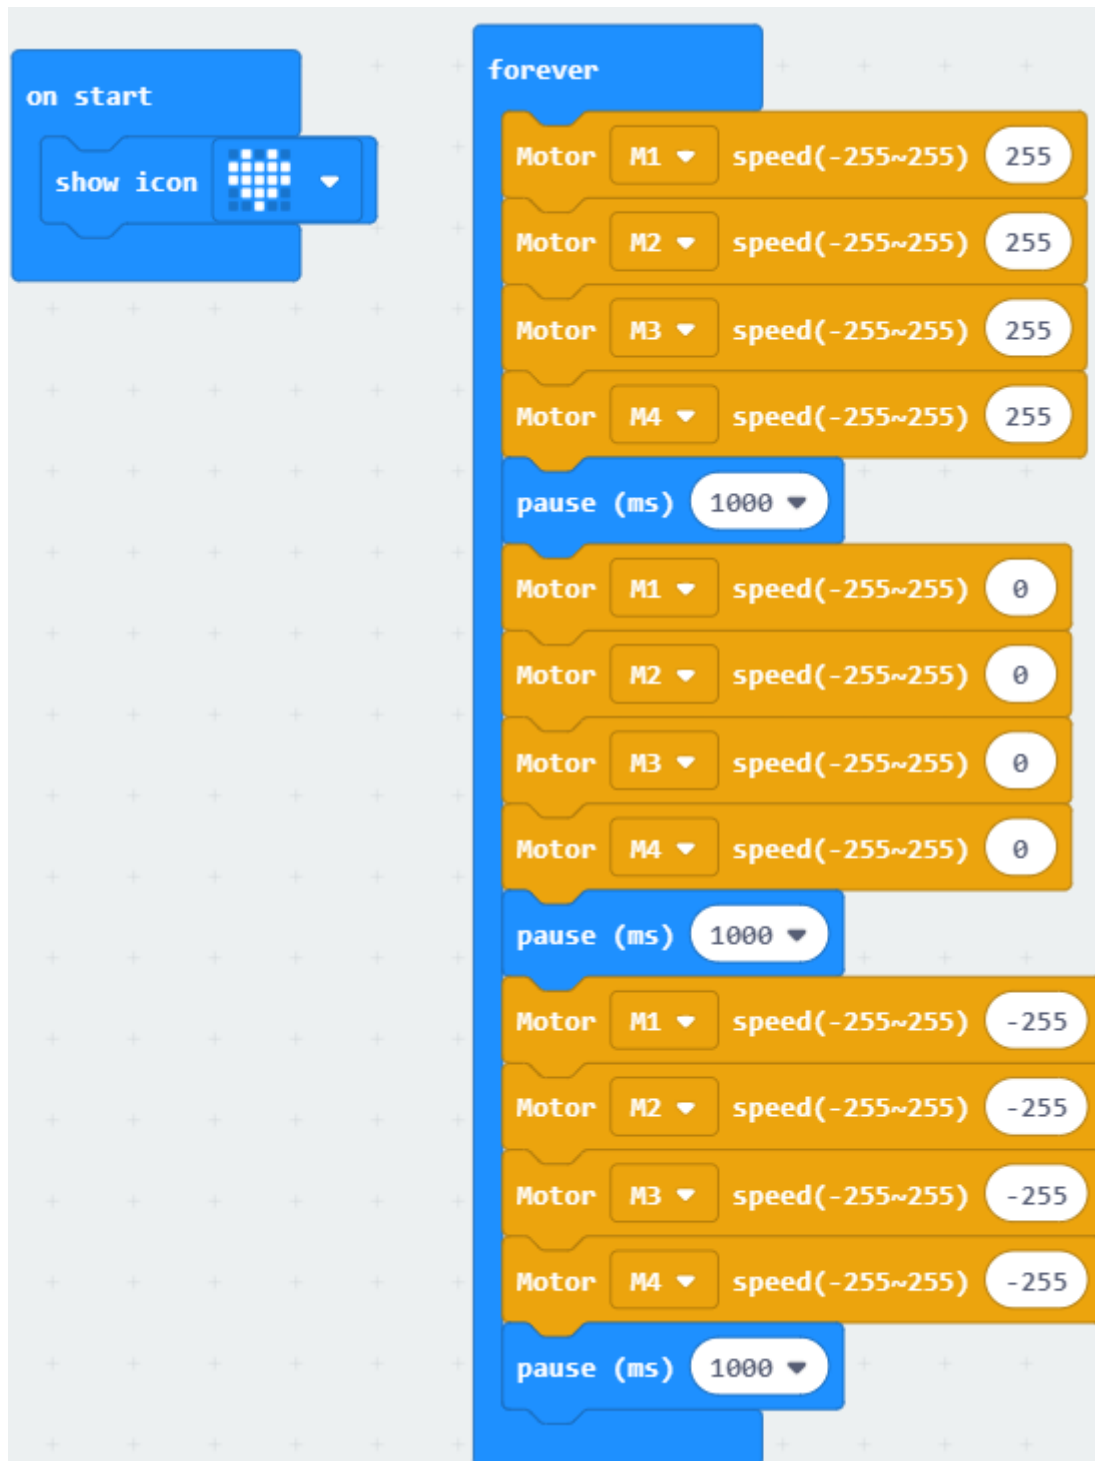 on start
show icon
forever
Motor M1 speed(-255~255) 255
Motor M2 speed(-255~255) 255
Motor M3 speed(-255~255) 255
Motor M4 speed(-255~255) 255
pause (ms) 1000
Motor M1 speed(-255~255) 0
Motor M2 speed(-255~255) 0
Motor M3 speed(-255~255) 0
Motor M4 speed(-255~255) 0
pause (ms) 1000
Motor M1 speed(-255~255) -255
Motor M2 speed(-255~255) -255
Motor M3 speed(-255~255) -255
Motor M4 speed(-255~255) -255
pause (ms) 1000